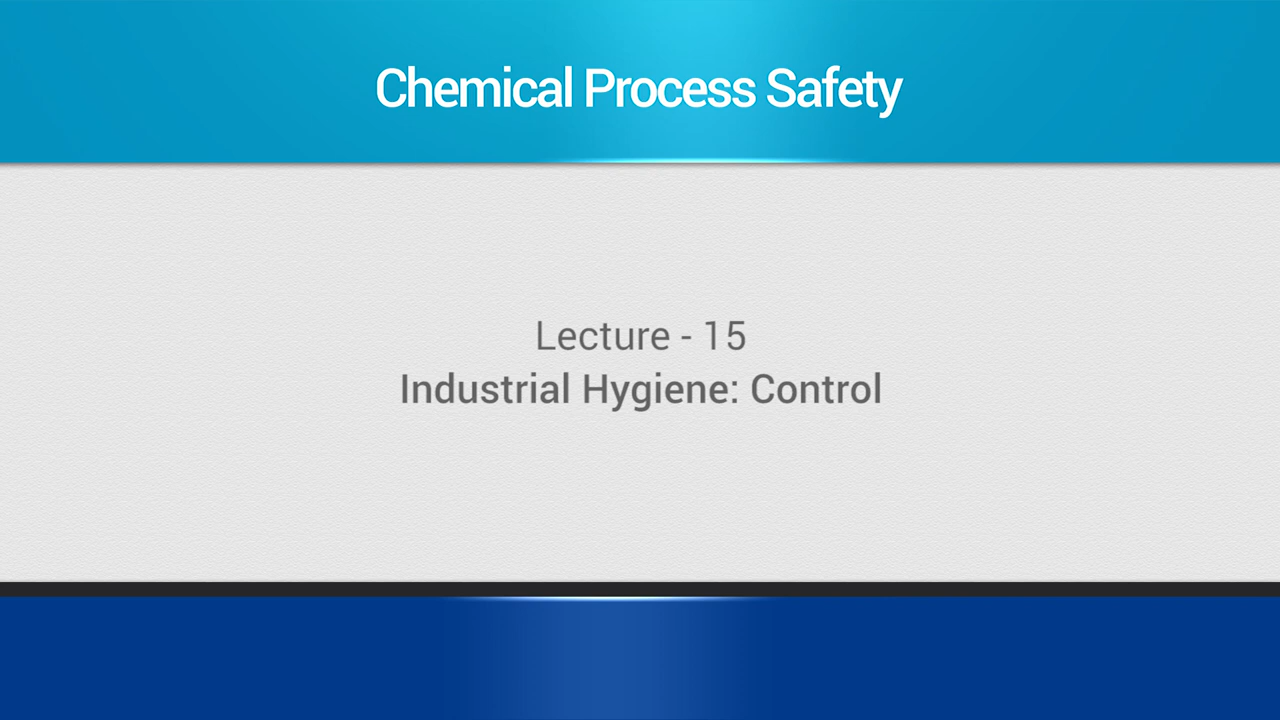 Chemical Process Safety
Lecture - 15
Industrial Hygiene: Control